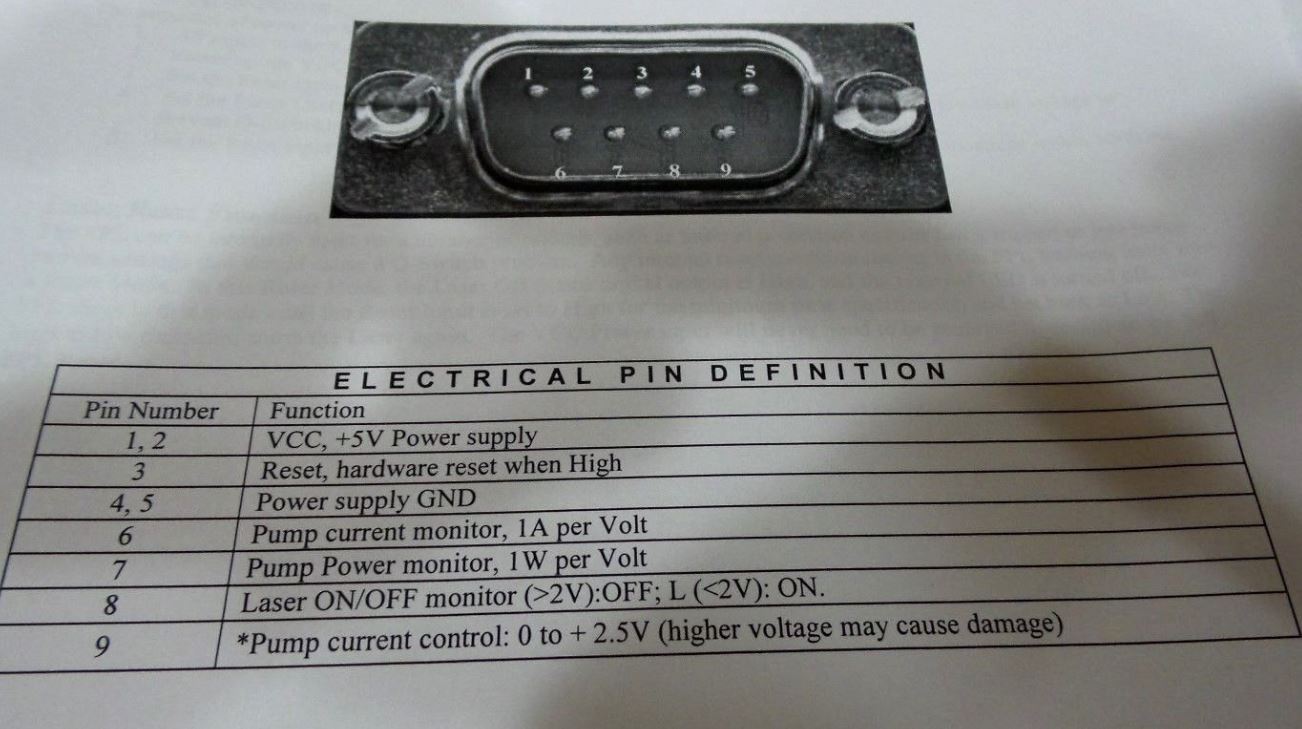 1 2 3 4 5
6 7 8 9
ELECTRICAL PIN DEFINITION
Pin Number Function
1, 2 VCC, +5V Power supply
3 Reset, hardware reset when High
4, 5 Power supply GND
6 Pump current monitor, 1A per Volt
7 Pump Power monitor, 1W per Volt
8 Laser ON/OFF monitor (>2V):OFF; L (<2V): ON.
9 *Pump current control: 0 to + 2.5V (higher voltage may cause damage)